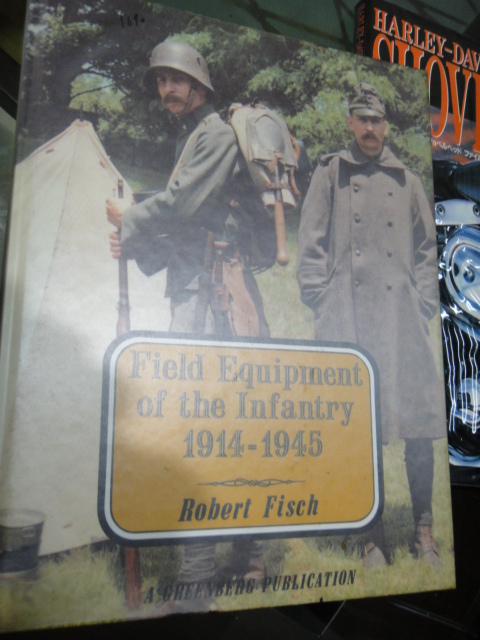 Field Equipment
of the Infantry
1914-1945
Robert Fisch
A GREENBERG PUBLICATION
HARLEY-DAV